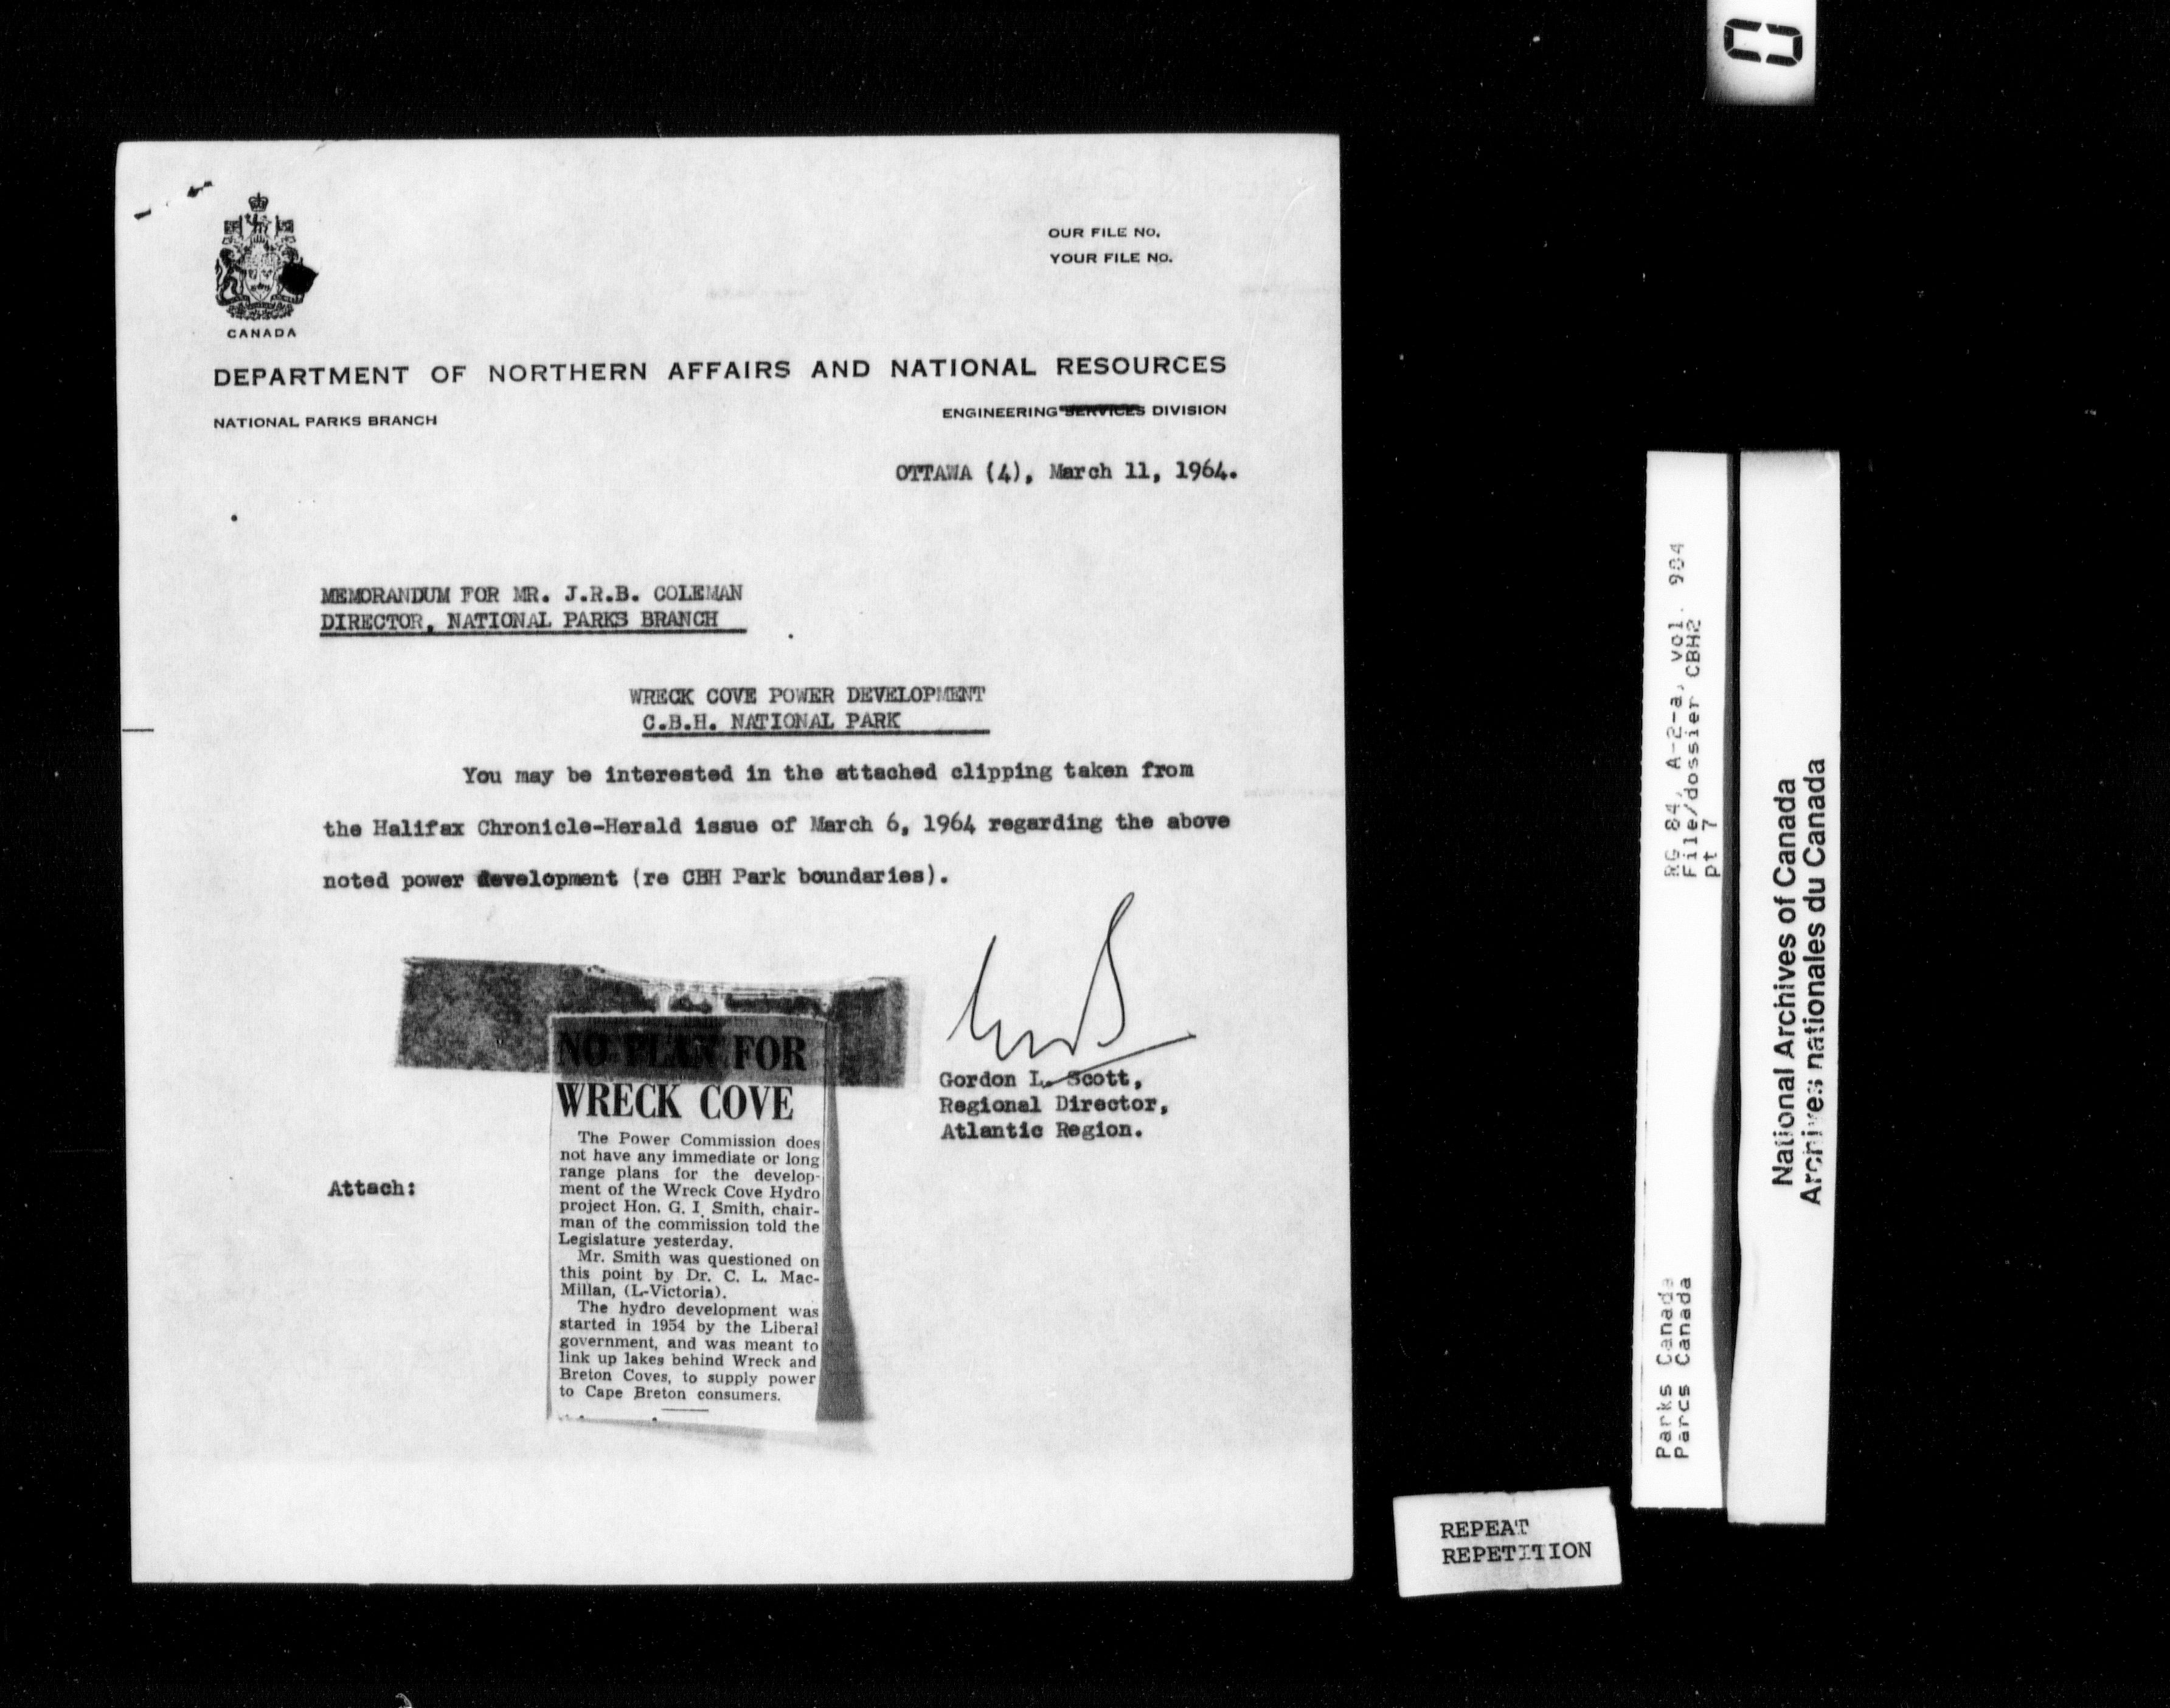 OUR FILE NO.
YOUR FILE NO.
CANADA
DEPARTMENT OF NORTHERN AFFAIRS AND NATIONAL RESOURCES
NATIONAL PARKS BRANCH
ENGINEERING SERVICES DIVISION
OTTAWA (4), March 11, 1964.
MEMORANDUM FOR MR. J.R.B. COLEMAN
DIRECTOR, NATIONAL PARKS BRANCH
WRECK COVE POWER DEVELOPMENT
C.B.H. NATIONAL PARK
You may be interested in the attached clipping taken from
the Halifax Chronicle-Herald issue of March 6, 1964 regarding the above
noted power development (re CBH Park boundaries).
Gordon L. Scott,
Regional Director,
Atlantic Region.
Attach:
NO PLAN FOR
WRECK COVE
The Power Commission does
not have any immediate or long
range plans for the develop-
ment of the Wreck Cove Hydro
project Hon. G. I. Smith, chair-
man of the commission told the
Legislature yesterday.
Mr. Smith was questioned on
this point by Dr. C. L. Mac-
Millan, (L-Victoria).
The hydro development was
started in 1954 by the Liberal
government, and was meant to
link up lakes behind Wreck and
Breton Coves, to supply power
to Cape Breton consumers.
0
RG 84, A-2-a, vol. 904
File/dossier CBH2
pt 7
Parks Canada
Parcs Canada
National Archives of Canada
Archives nationales du Canada
REPEAT
REPETITION